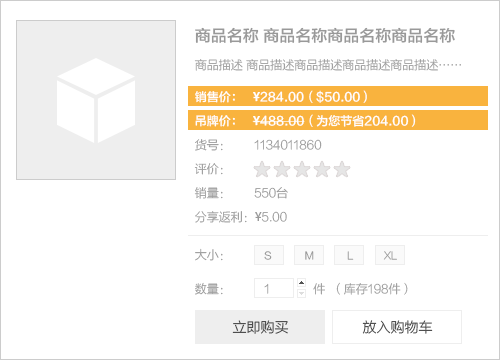 商品名称 商品名称商品名称商品名称
商品描述 商品描述商品描述商品描述商品描述……
销售价： ¥284.00 ( $50.00 )
吊牌价： ¥488.00 ( 为您节省204.00 )
货号： 1134011860
评价：
销量： 550台
分享返利： ¥5.00
大小： S M L XL
数量： 1 件 （ 库存198件 ）
立即购买 放入购物车